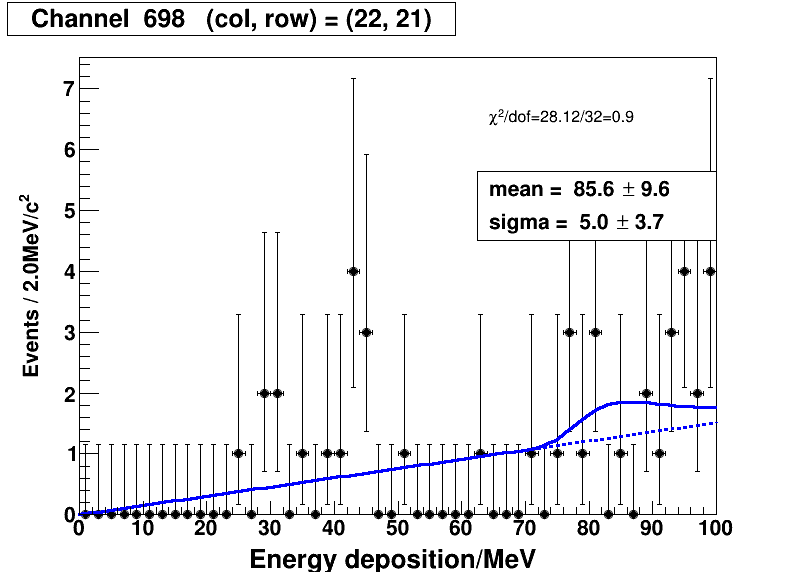 Channel 698 (col, row) = (22, 21)
χ²/dof=28.12/32=0.9
mean = 85.6 ± 9.6
sigma = 5.0 ± 3.7
Events / 2.0MeV/c²
7
6
5
4
3
2
1
0
0 10 20 30 40 50 60 70 80 90 100
Energy deposition/MeV